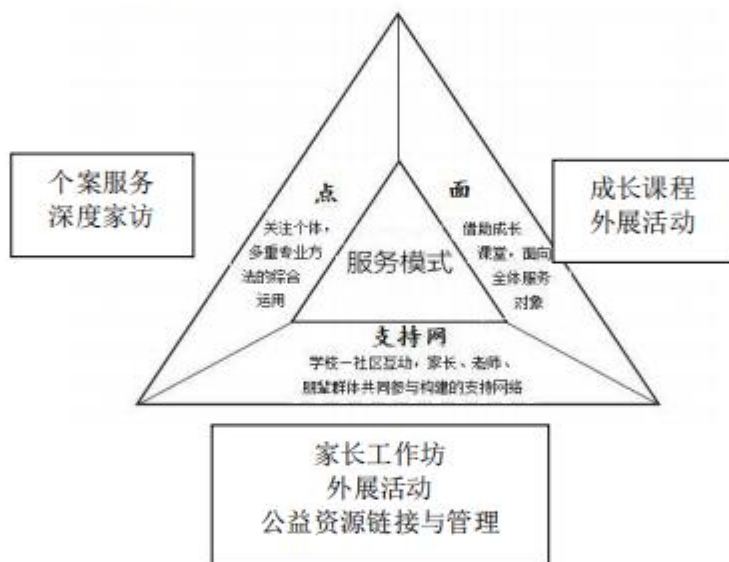 个案服务
深度家访
点
关注个体，
多重专业方
法的综合
运用
服务模式
面
借助成长
课堂，面向
全体服务
对象
成长课程
外展活动
支持网
学校—社区互动，家长、老师、
朋辈群体共同参与构建的支持网络
家长工作坊
外展活动
公益资源链接与管理